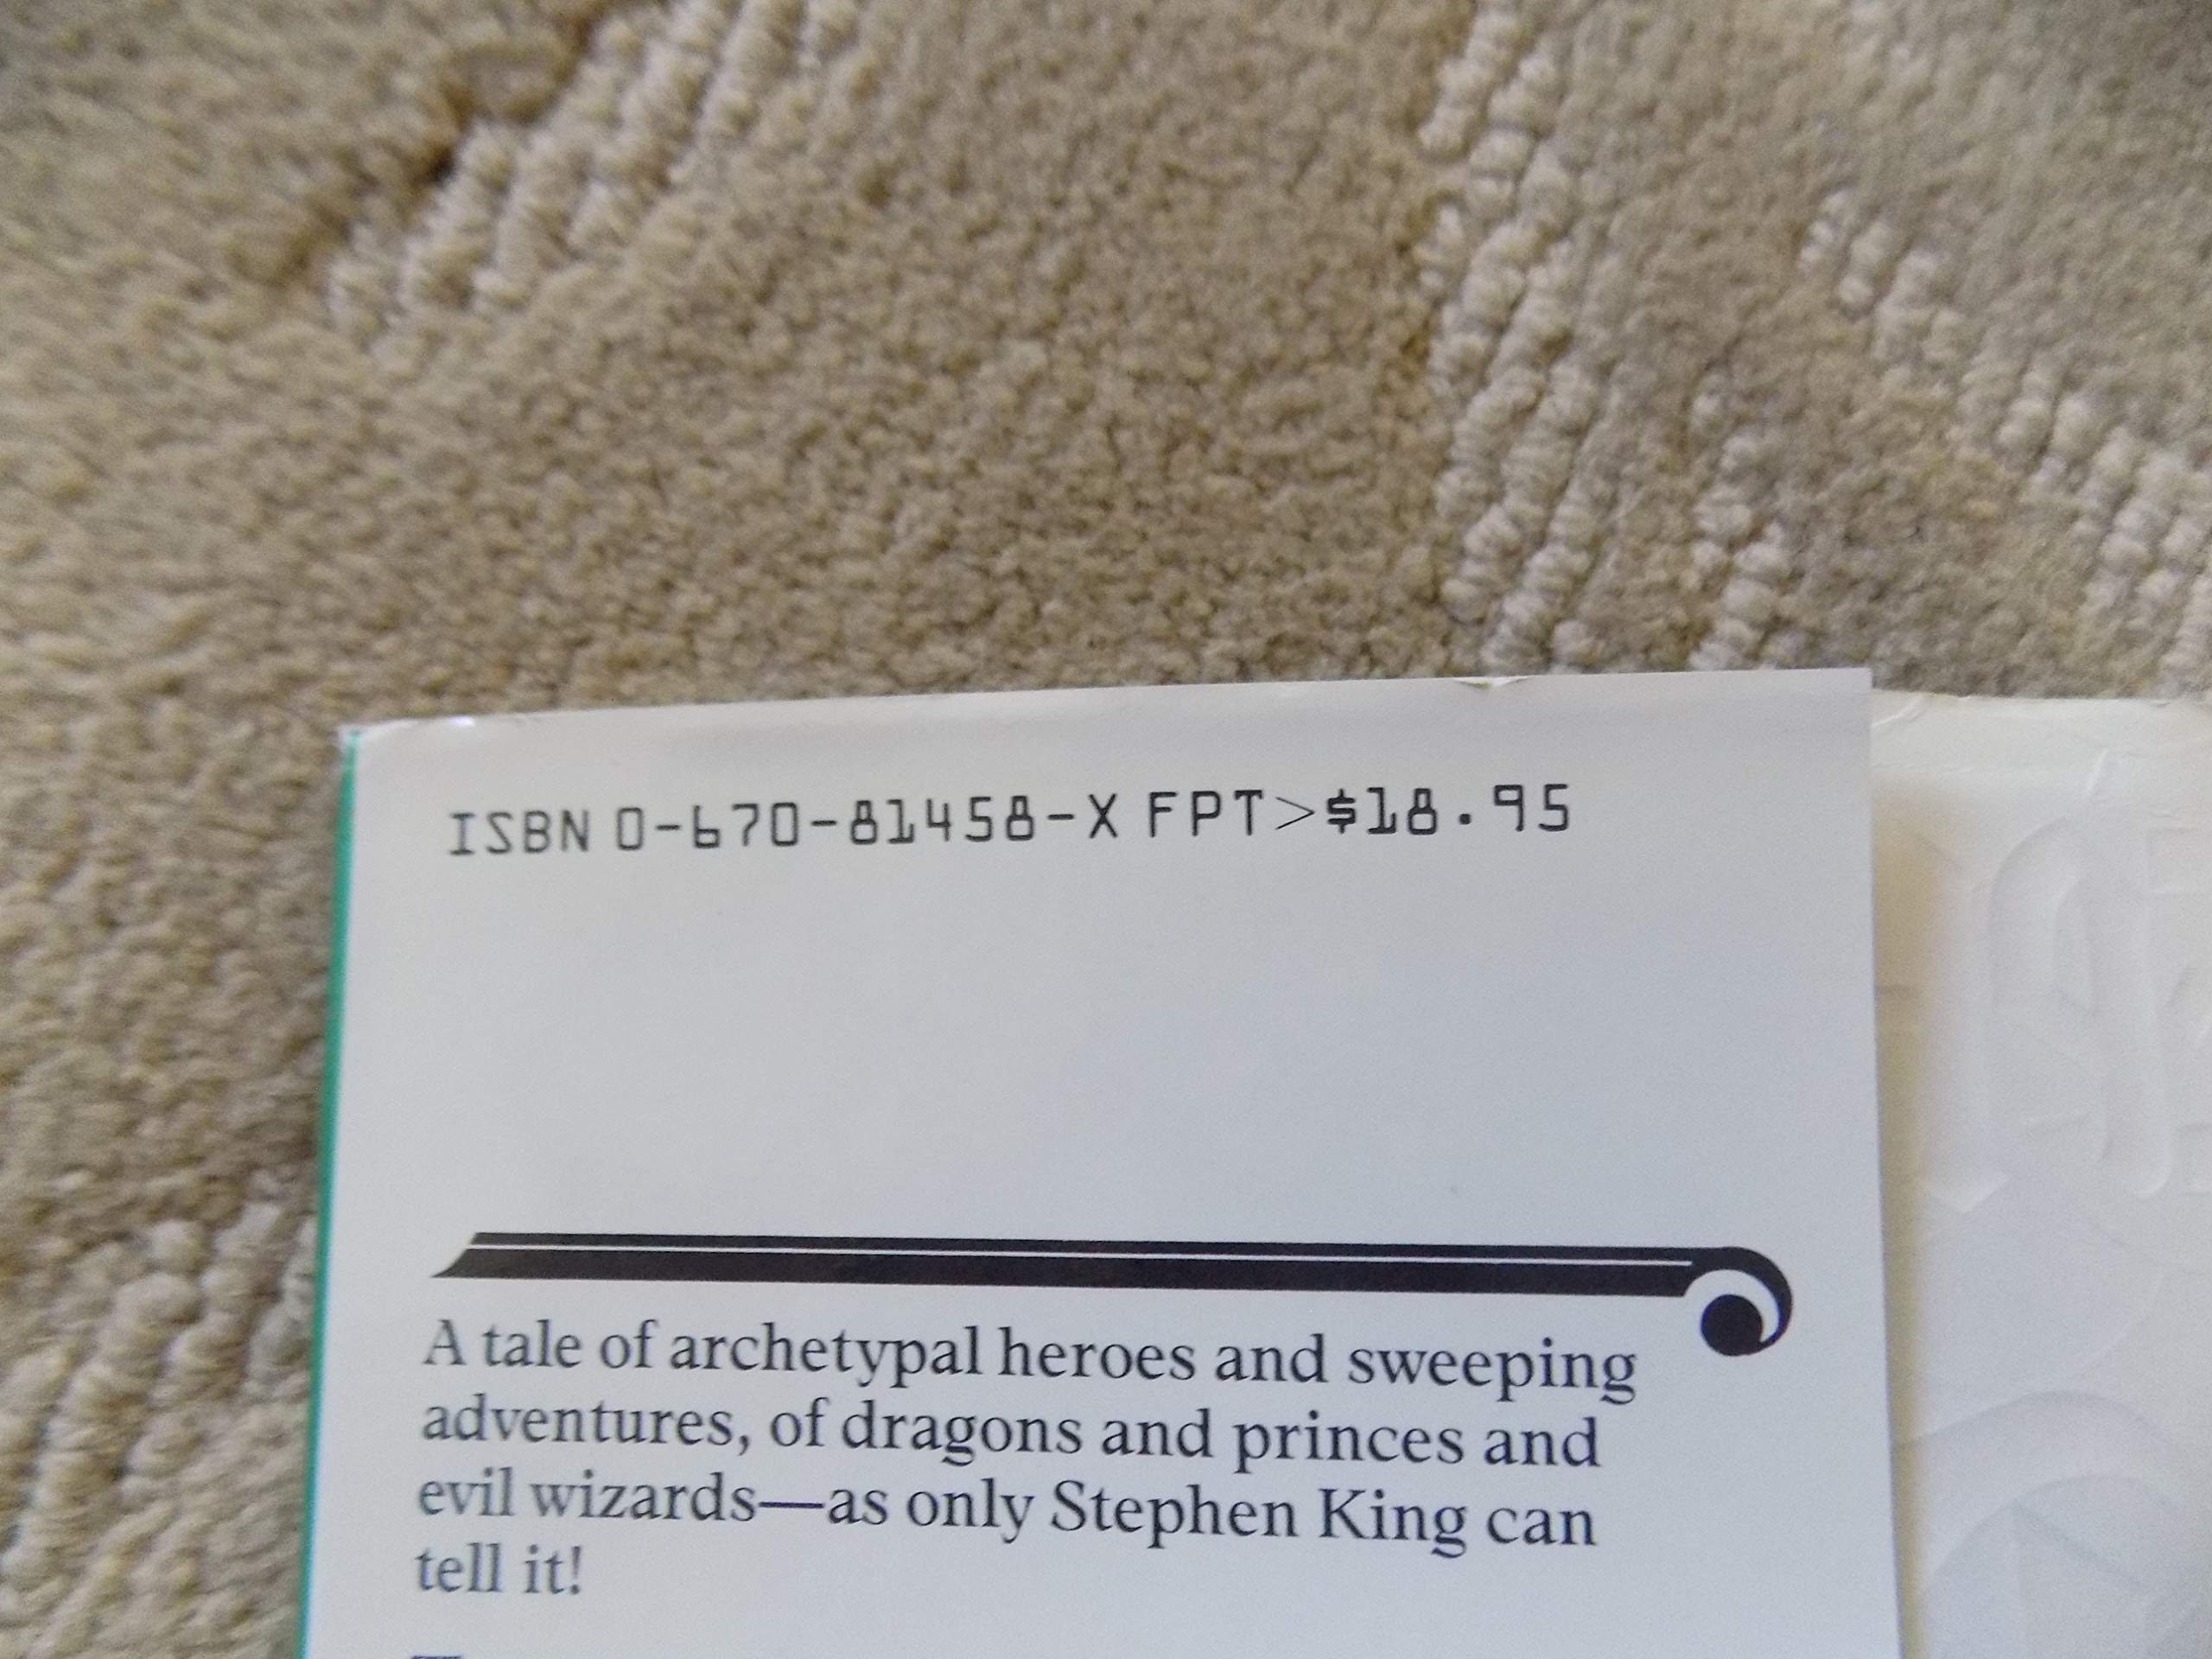 ISBN 0-670-81458-X FPT>$18.95
A tale of archetypal heroes and sweeping
adventures, of dragons and princes and
evil wizards—as only Stephen King can
tell it!